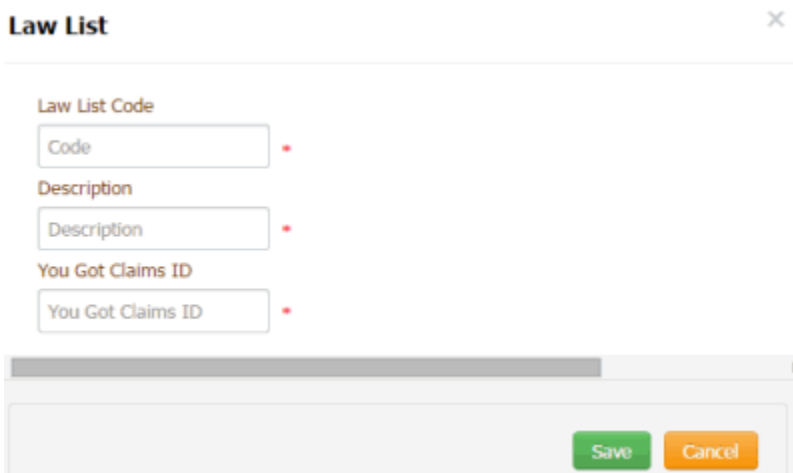 Law List
×
Law List Code
Code *
Description
Description *
You Got Claims ID
You Got Claims ID *
Save Cancel